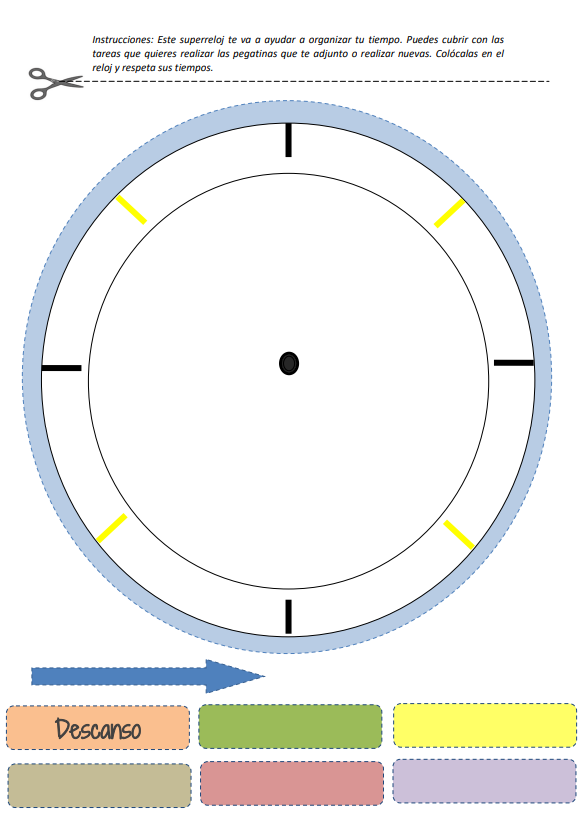 Instrucciones: Este superreloj te va a ayudar a organizar tu tiempo. Puedes cubrir con las
tareas que quieres realizar las pegatinas que te adjunto o realizar nuevas. Colócalas en el
reloj y respeta sus tiempos.
Descanso